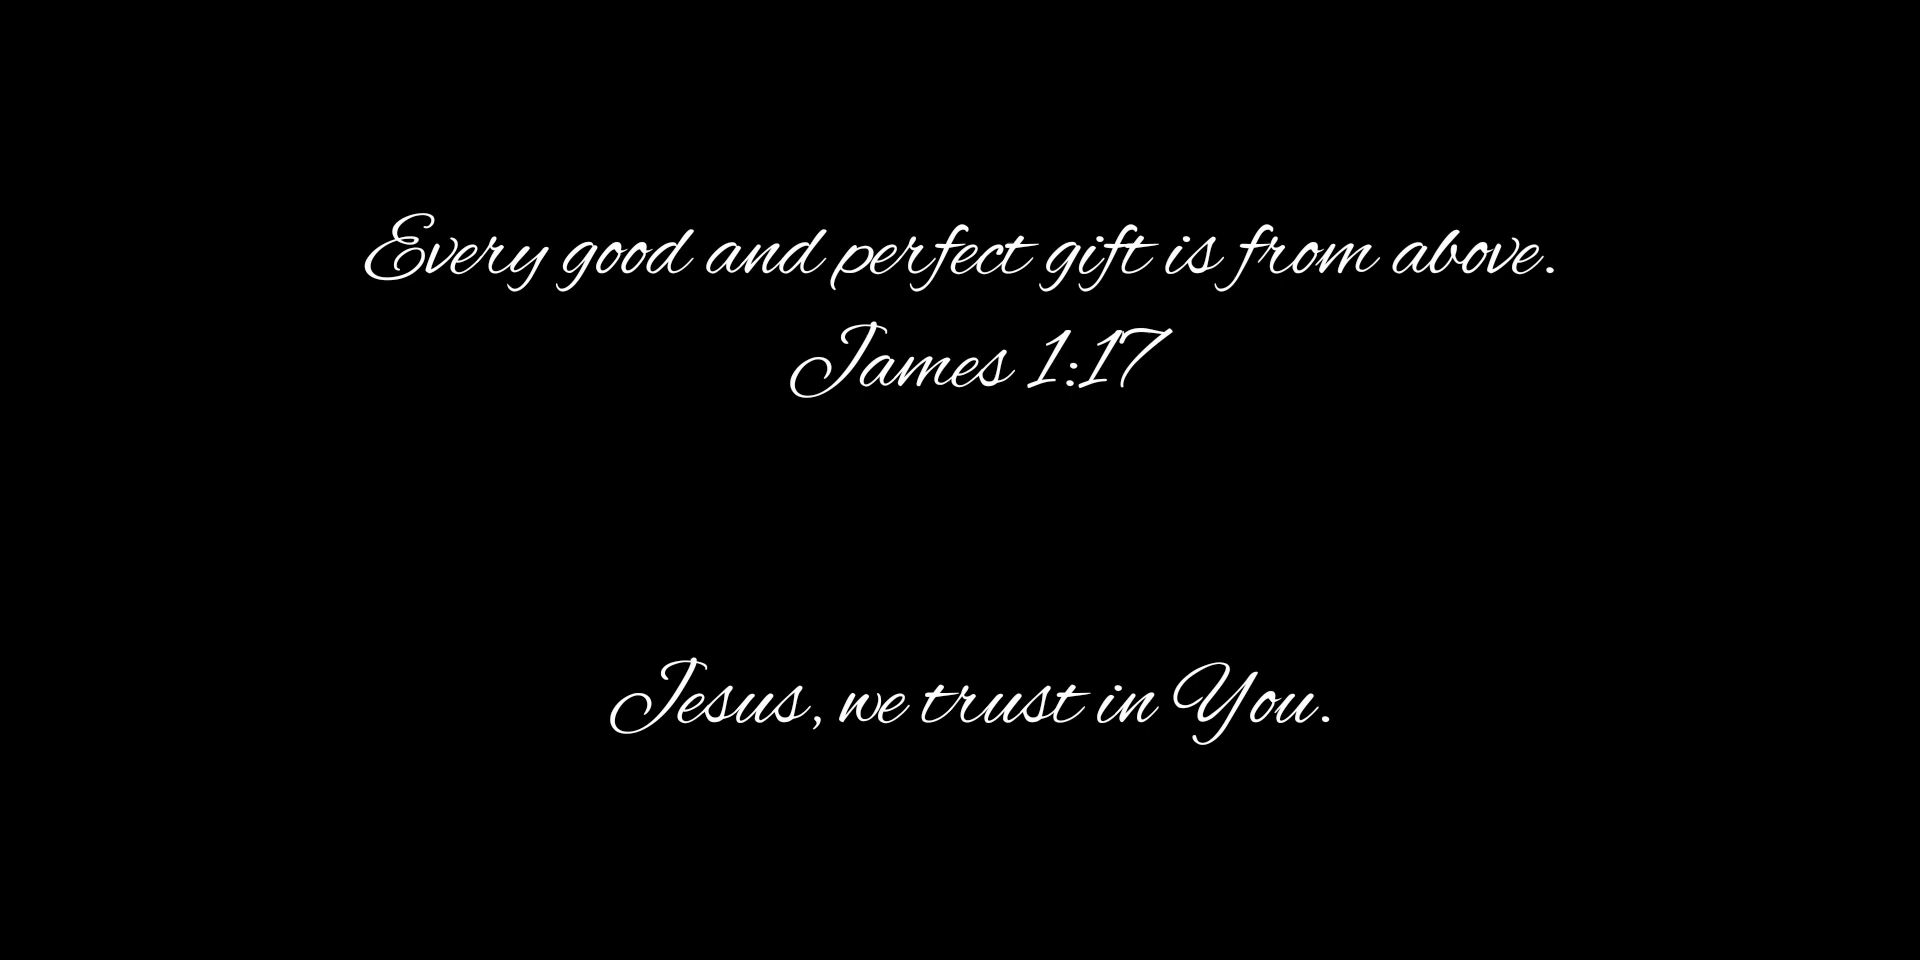 Every good and perfect gift is from above.
James 1:17
Jesus, we trust in You.